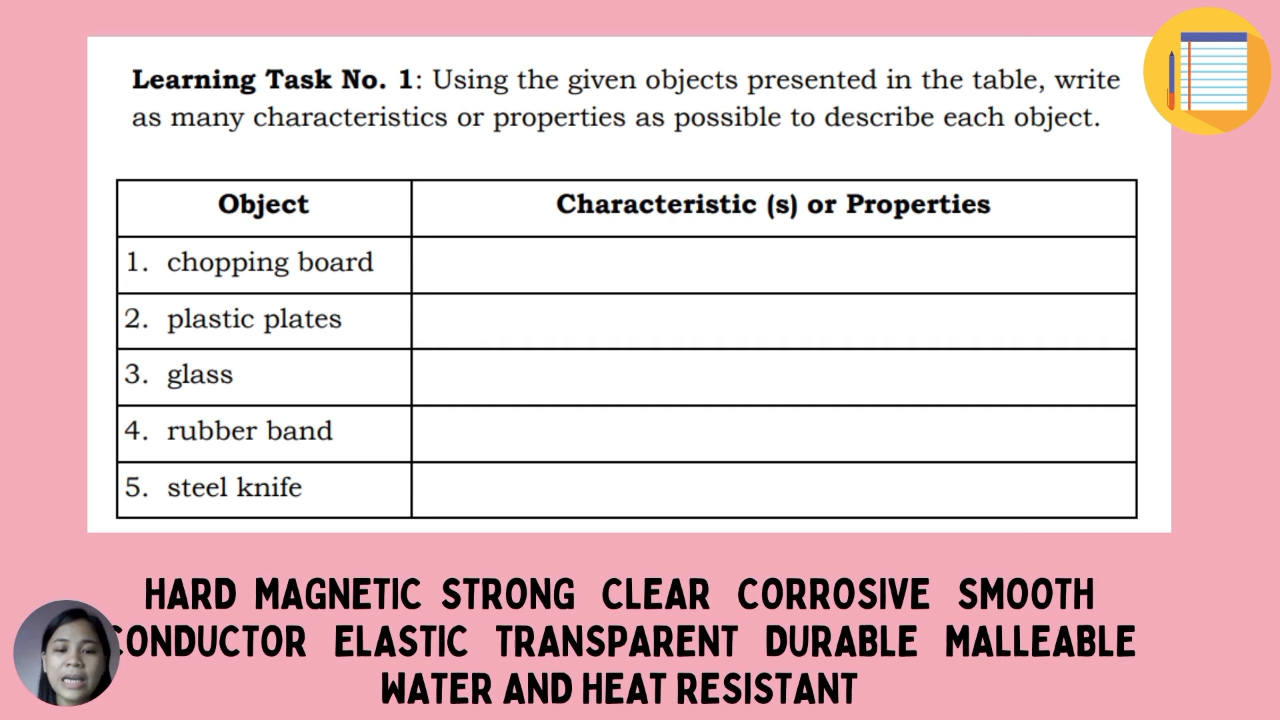 Learning Task No. 1: Using the given objects presented in the table, write
as many characteristics or properties as possible to describe each object.
Object Characteristic (s) or Properties
1. chopping board
2. plastic plates
3. glass
4. rubber band
5. steel knife
HARD MAGNETIC STRONG CLEAR CORROSIVE SMOOTH
CONDUCTOR ELASTIC TRANSPARENT DURABLE MALLEABLE
WATER AND HEAT RESISTANT